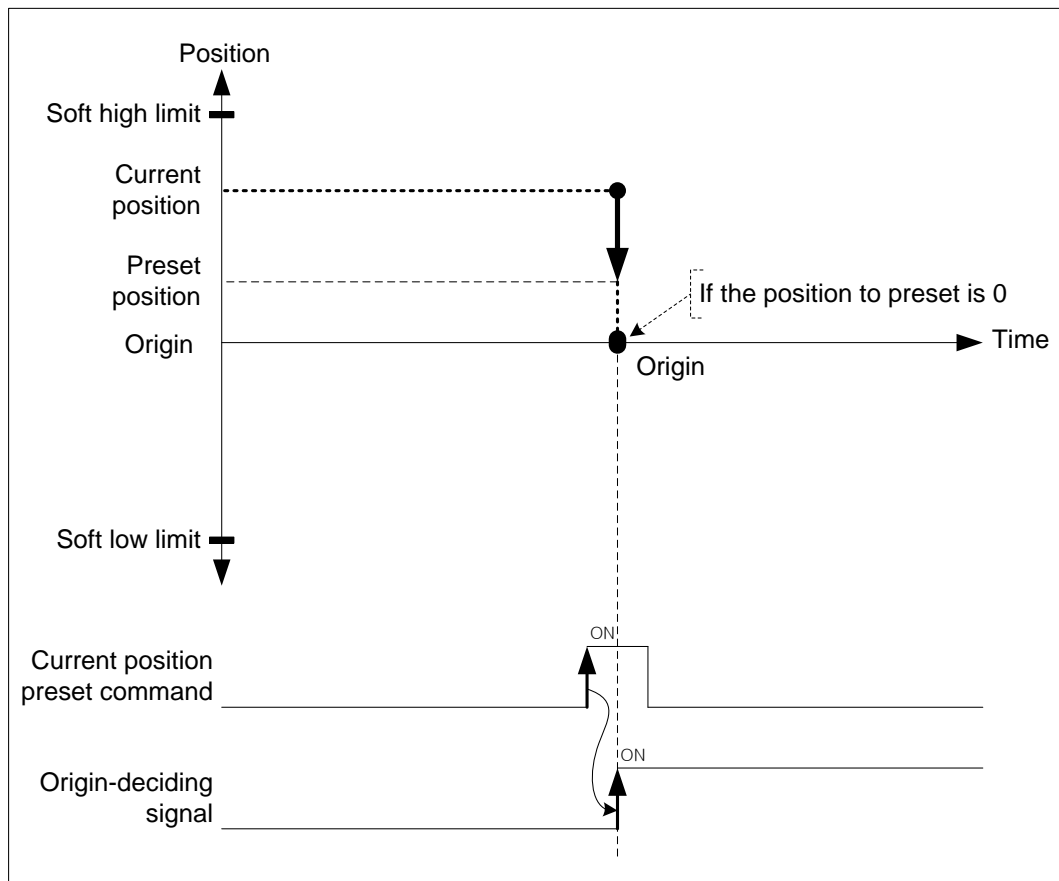 Position
Soft high limit
Current
position
Preset
position
If the position to preset is 0
Origin
Time
Origin
Soft low limit
ON
Current position
preset command
ON
Origin-deciding
signal